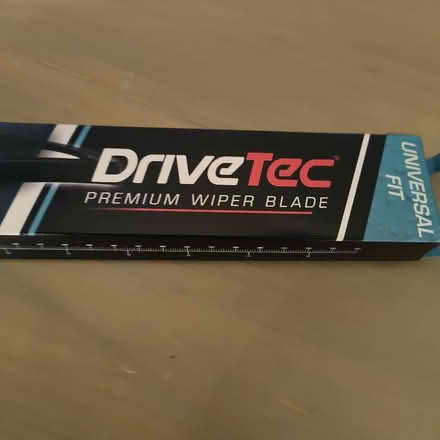 DriveTec
PREMIUM WIPER BLADE
UNIVERSAL
FIT